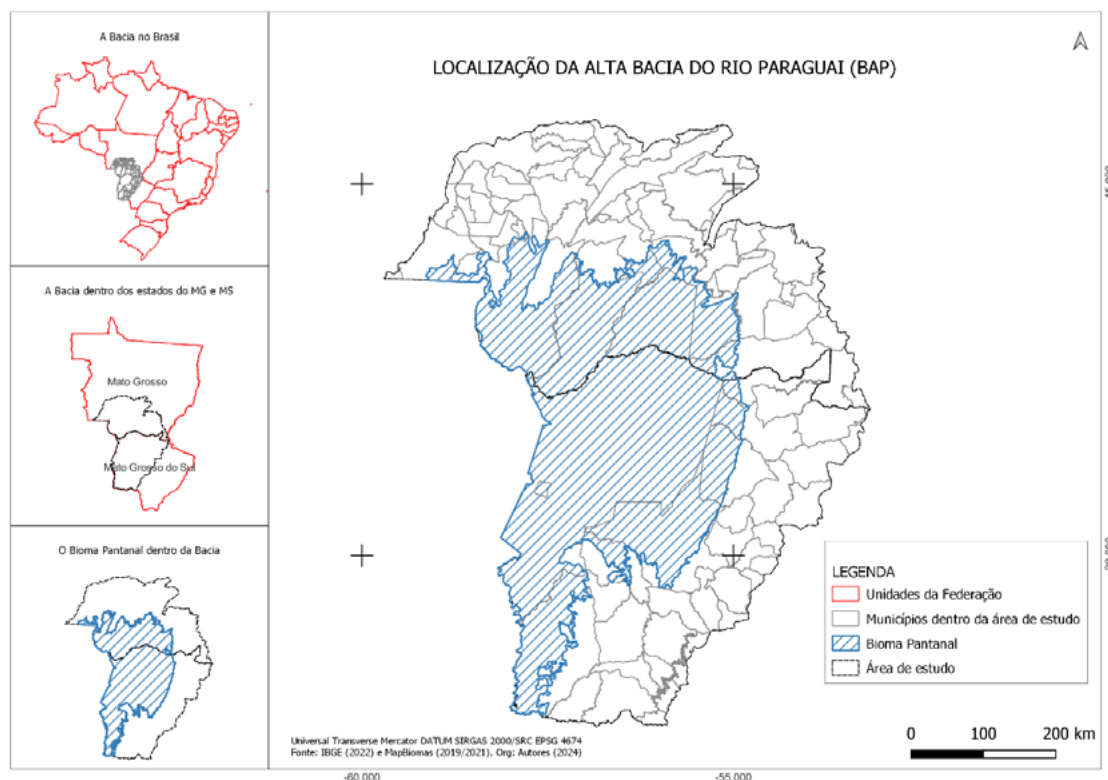 A Bacia no Brasil
A Bacia dentro dos estados do MG e MS
Mato Grosso
Mato Grosso do Sul
O Bioma Pantanal dentro da Bacia
LOCALIZAÇÃO DA ALTA BACIA DO RIO PARAGUAI (BAP)
LEGENDA
Unidades da Federação
Municípios dentro da área de estudo
Bioma Pantanal
Área de estudo
Universal Transverse Mercator DATUM SIRGAS 2000/SRC EPSG 4674
Fonte: IBGE (2022) e MapBiomas (2019/2021). Org: Autores (2024)
0 100 200 km
-60.000 -55.000